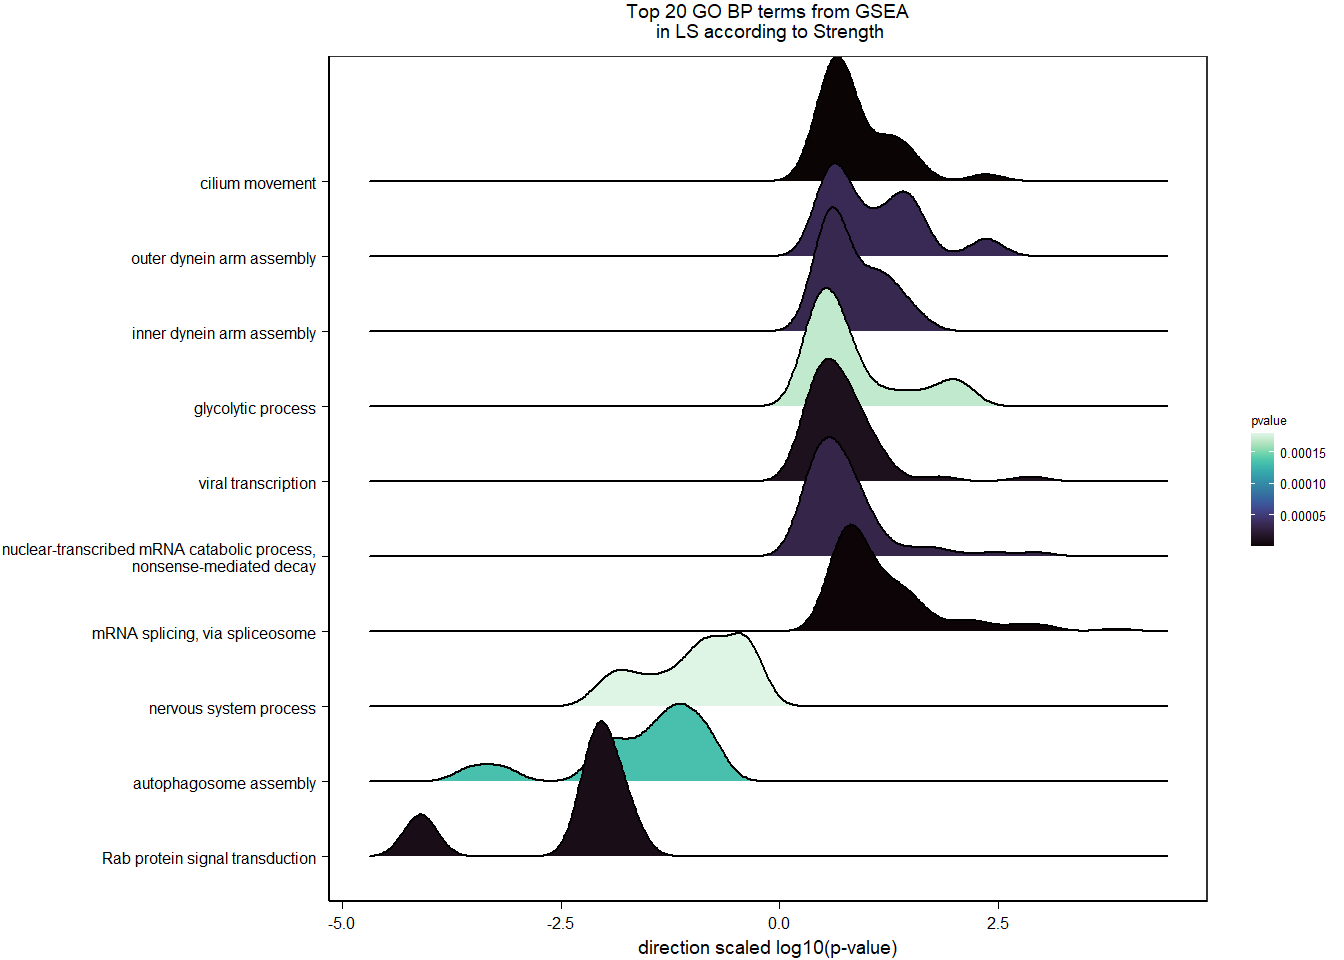 Top 20 GO BP terms from GSEA
in LS according to Strength
cilium movement
outer dynein arm assembly
inner dynein arm assembly
glycolytic process
viral transcription
nuclear-transcribed mRNA catabolic process,
nonsense-mediated decay
mRNA splicing, via spliceosome
nervous system process
autophagosome assembly
Rab protein signal transduction
-5.0
-2.5
0.0
2.5
direction scaled log10(p-value)
pvalue
0.00015
0.00010
0.00005